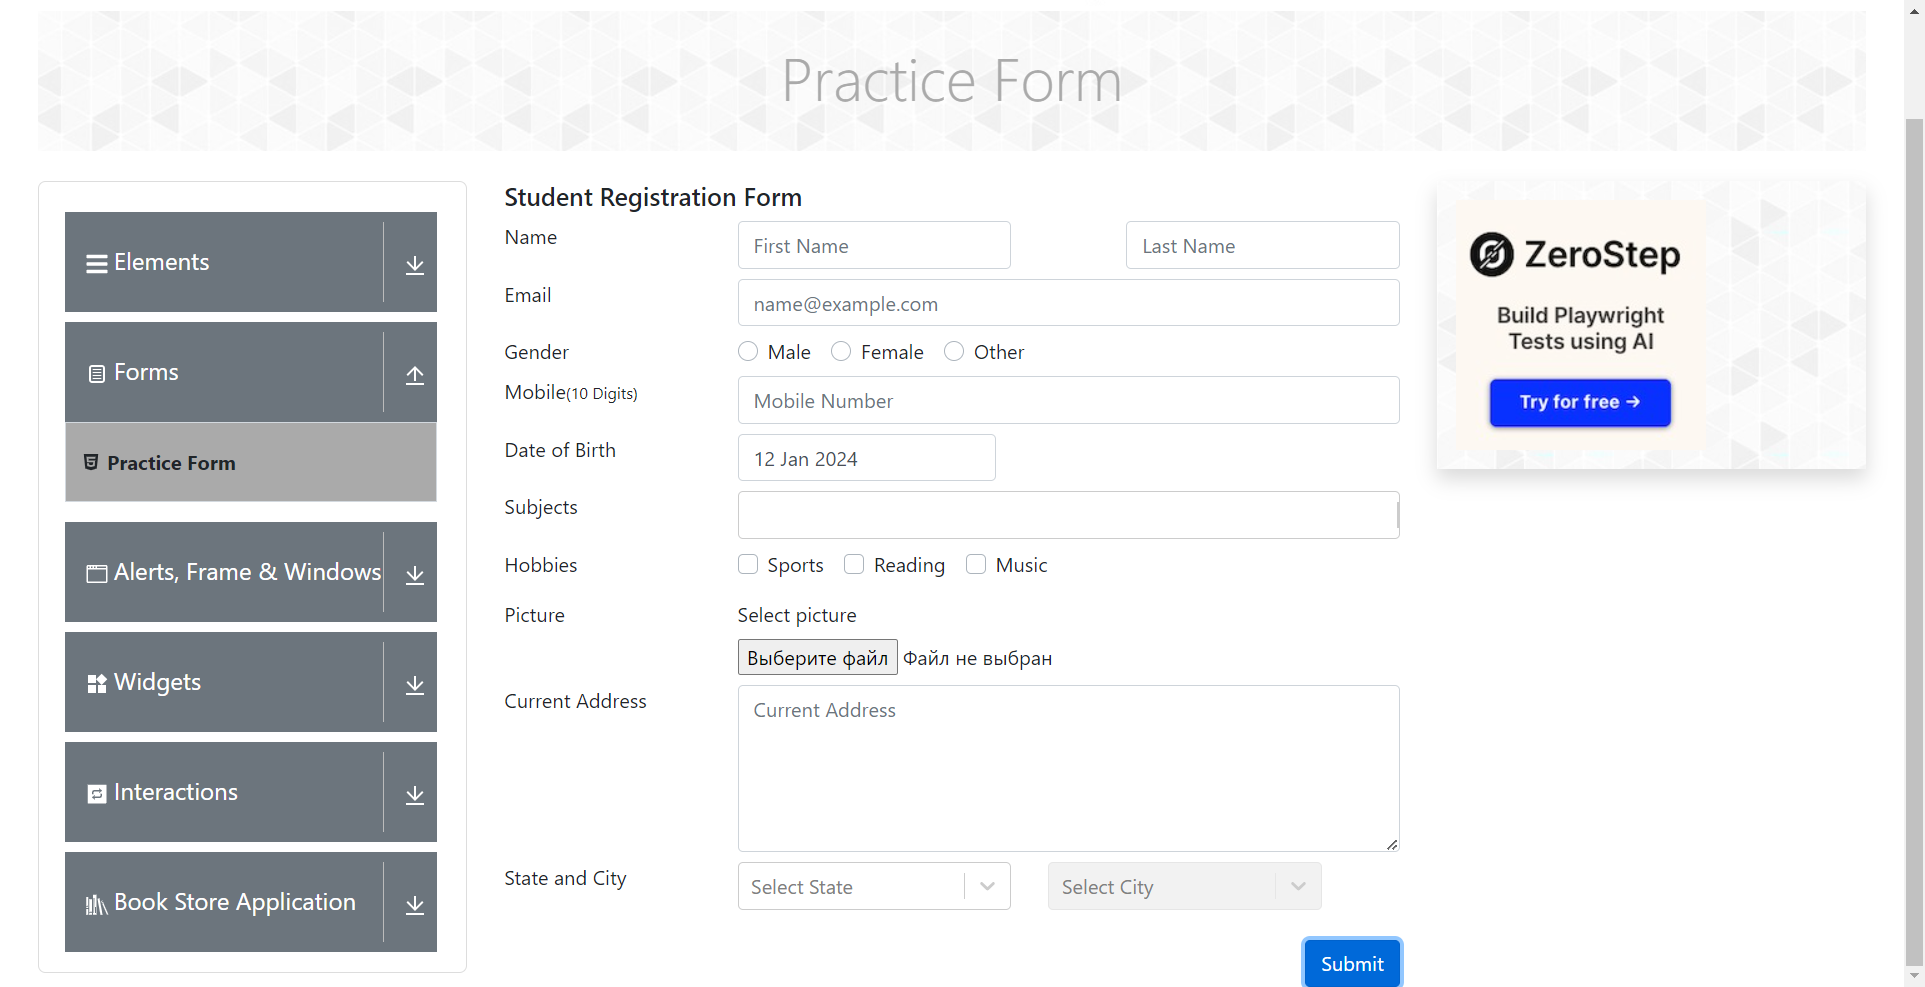 Practice Form
Elements
Forms
Practice Form
Alerts, Frame & Windows
Widgets
Interactions
Book Store Application
Student Registration Form
Name First Name Last Name
Email name@example.com
Gender Male Female Other
Mobile(10 Digits) Mobile Number
Date of Birth 12 Jan 2024
Subjects
Hobbies Sports Reading Music
Picture Select picture
Выберите файл Файл не выбран
Current Address Current Address
State and City Select State Select City
Submit
ZeroStep
Build Playwright
Tests using AI
Try for free →